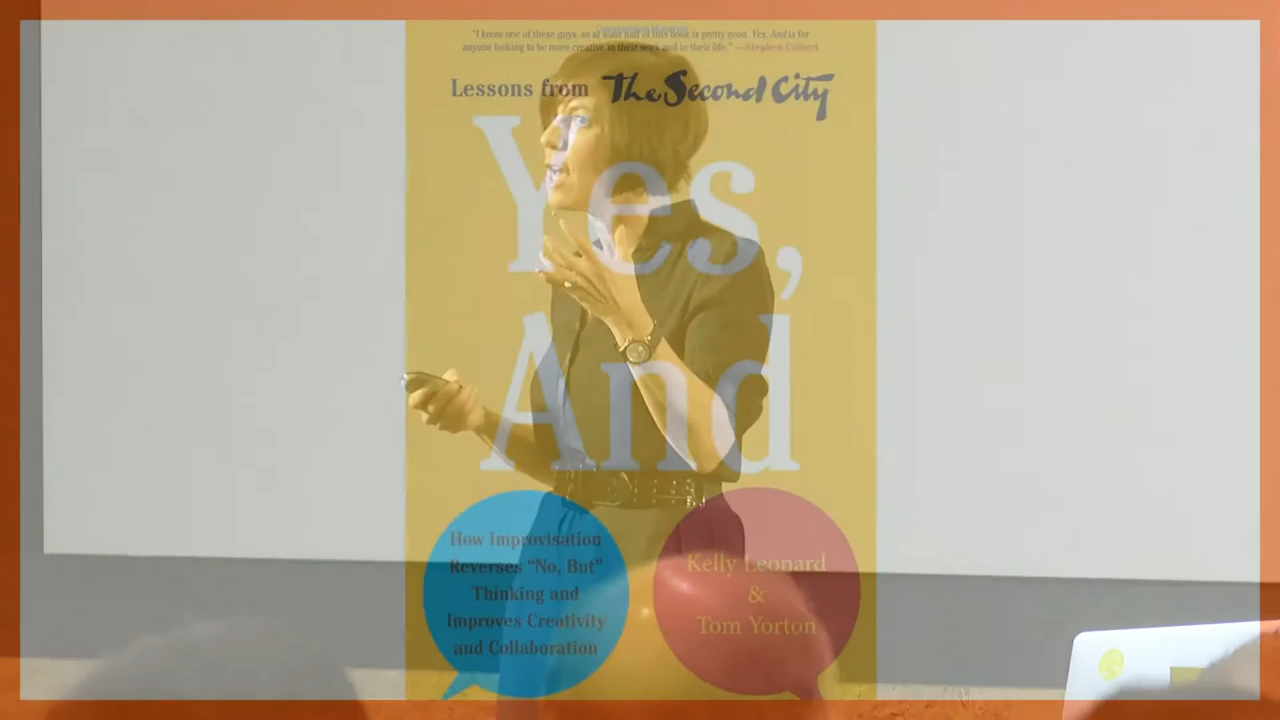 "I know one of these guys, so at least half of this book is pretty good. Yes, And is for
anyone looking to be more creative in their work and in their life." —Stephen Colbert
Lessons from The Second City
Yes,
And
How Improvisation
Reverses "No, But"
Thinking and
Improves Creativity
and Collaboration
Kelly Leonard
&
Tom Yorton